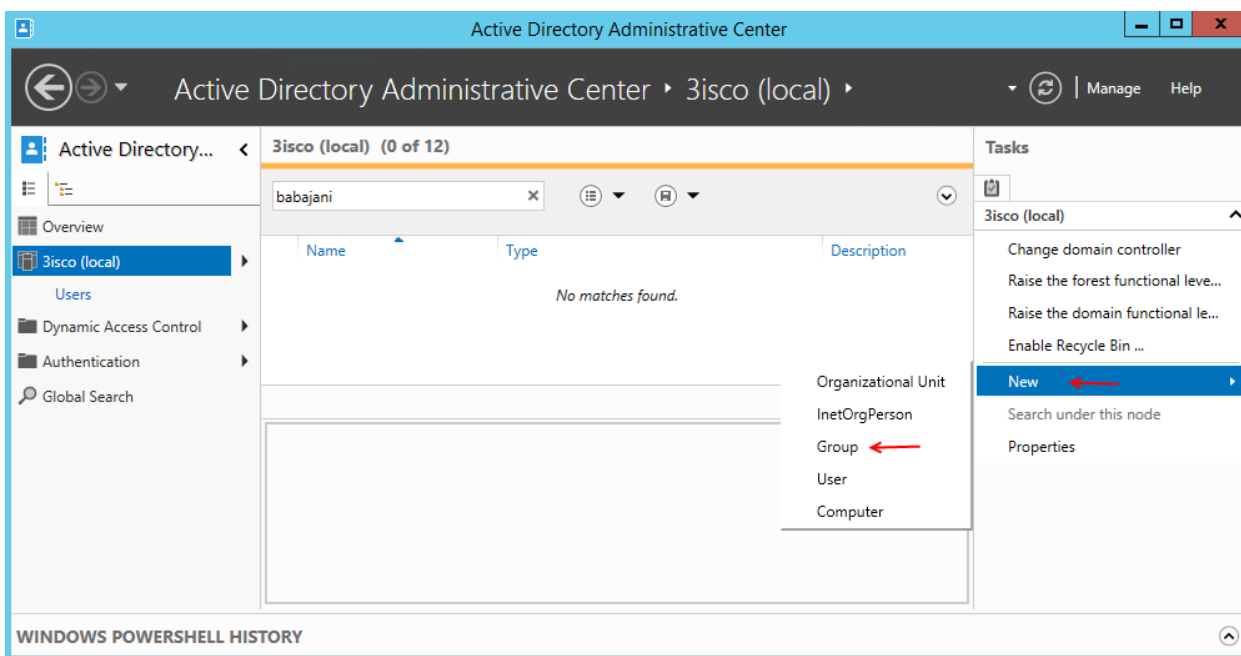 Active Directory Administrative Center
Active Directory Administrative Center ‣ 3isco (local) ‣
Manage
Help
Active Directory...
Overview
3isco (local)
Users
Dynamic Access Control
Authentication
Global Search
3isco (local) (0 of 12)
babajani
Name Type Description
No matches found.
Tasks
3isco (local)
Change domain controller
Raise the forest functional leve...
Raise the domain functional le...
Enable Recycle Bin ...
New
Search under this node
Properties
Organizational Unit
InetOrgPerson
Group
User
Computer
WINDOWS POWERSHELL HISTORY